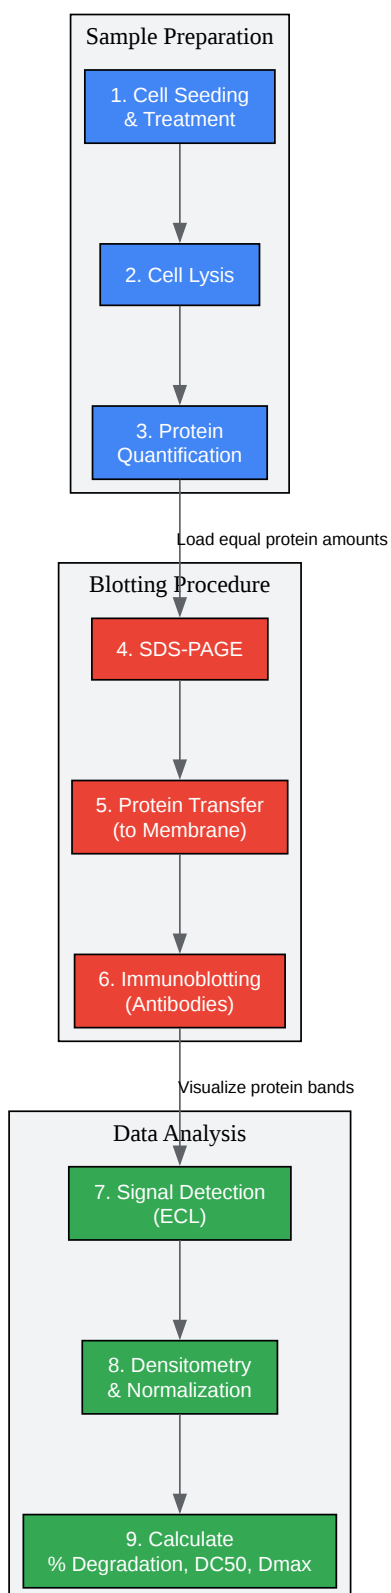 Sample Preparation
1. Cell Seeding
& Treatment
2. Cell Lysis
3. Protein
Quantification
Load equal protein amounts
Blotting Procedure
4. SDS-PAGE
5. Protein Transfer
(to Membrane)
6. Immunoblotting
(Antibodies)
Visualize protein bands
Data Analysis
7. Signal Detection
(ECL)
8. Densitometry
& Normalization
9. Calculate
% Degradation, DC50, Dmax